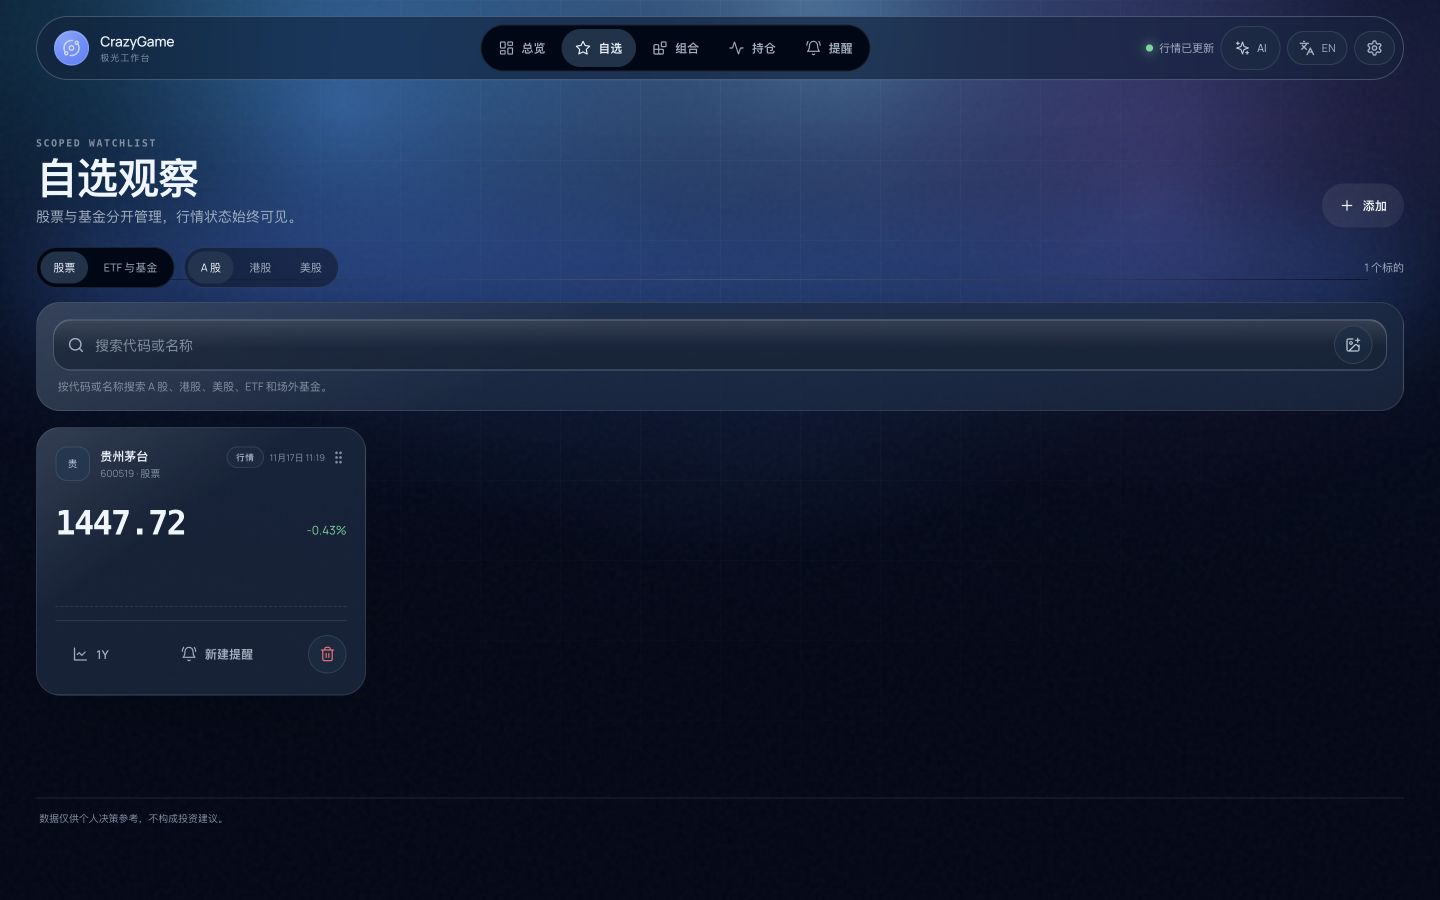 CrazyGame
极光工作台
总览
自选
组合
持仓
提醒
行情已更新
AI
EN
SCOPED WATCHLIST
自选观察
股票与基金分开管理，行情状态始终可见。
添加
股票
ETF 与基金
A 股
港股
美股
1 个标的
搜索代码或名称
按代码或名称搜索 A 股、港股、美股、ETF 和场外基金。
贵
贵州茅台
行情
11月17日 11:19
600519 · 股票
1447.72
-0.43%
1Y
新建提醒
数据仅供个人决策参考，不构成投资建议。